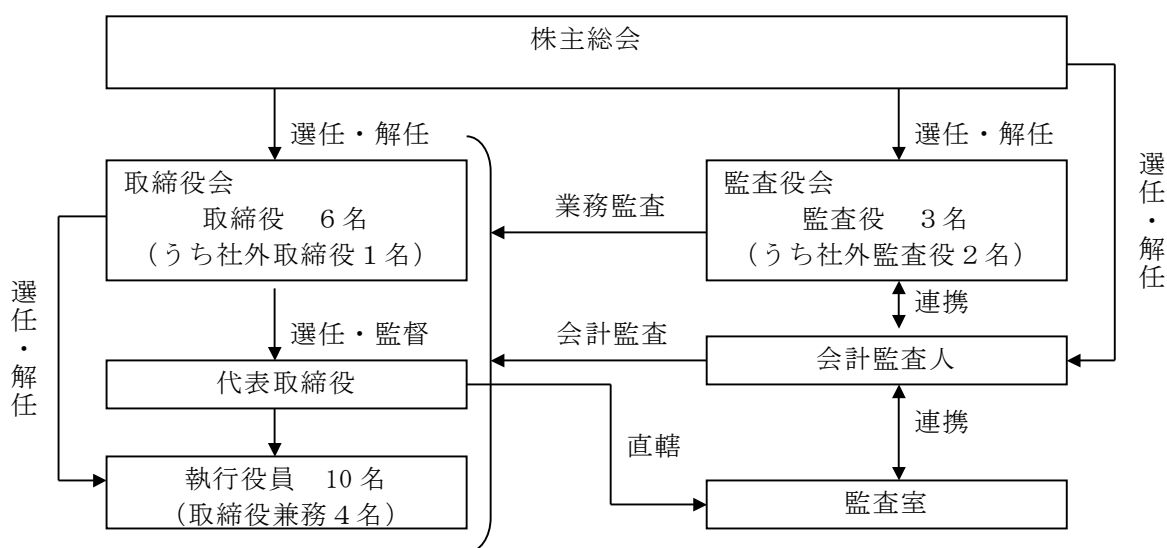 株主総会
選任・解任
選任・解任
選任・解任
取締役会
取締役　６名
（うち社外取締役１名）
業務監査
監査役会
監査役　３名
（うち社外監査役２名）
選任・解任
連携
選任・監督
会計監査
会計監査人
代表取締役
直轄
連携
執行役員　10 名
（取締役兼務４名）
監査室